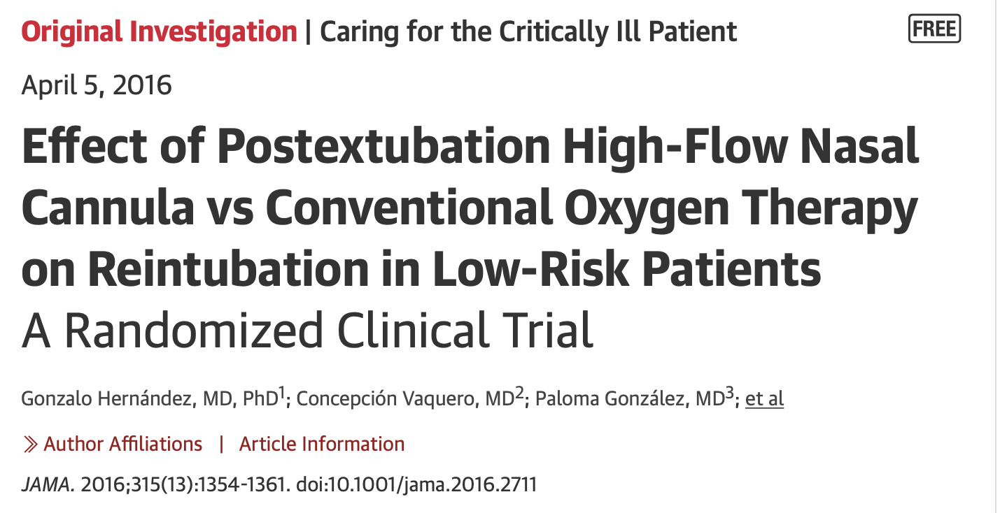 Original Investigation | Caring for the Critically Ill Patient
FREE
April 5, 2016
Effect of Postextubation High-Flow Nasal
Cannula vs Conventional Oxygen Therapy
on Reintubation in Low-Risk Patients
A Randomized Clinical Trial
Gonzalo Hernández, MD, PhD1; Concepción Vaquero, MD2; Paloma González, MD3; et al
Author Affiliations | Article Information
JAMA. 2016;315(13):1354-1361. doi:10.1001/jama.2016.2711